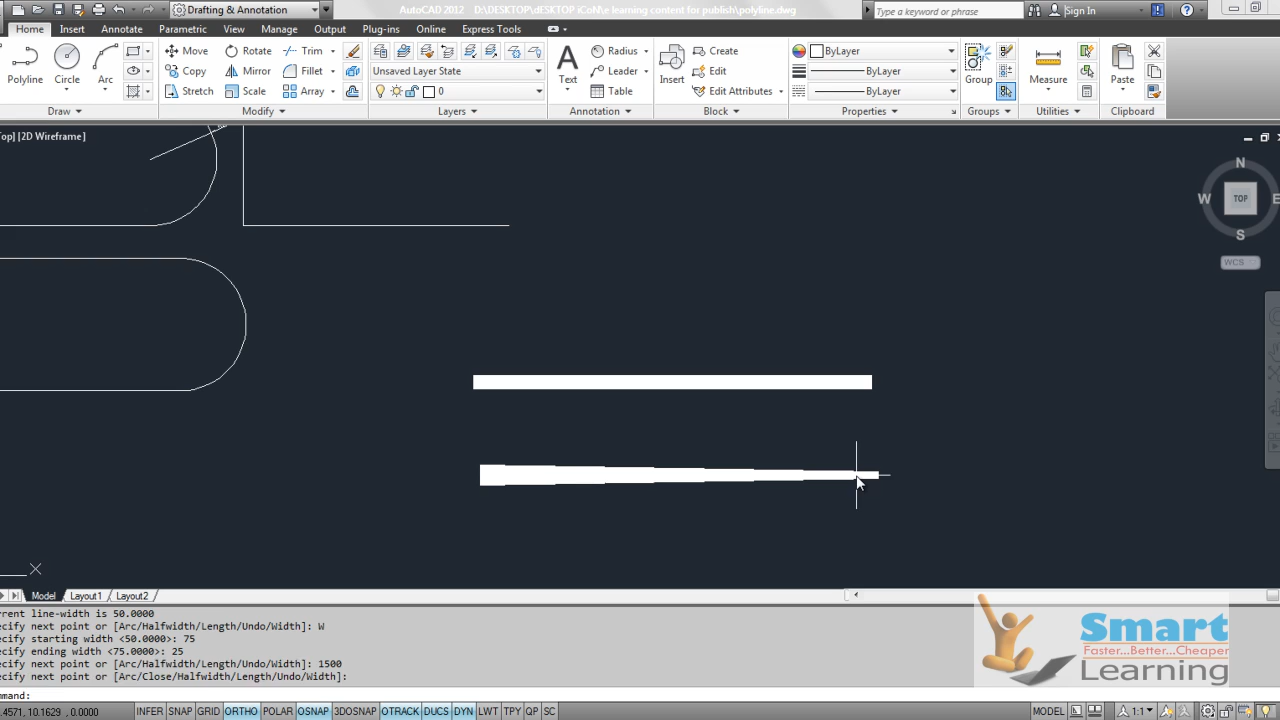 Drafting & Annotation
AutoCAD 2012 D:\DESKTOP\dESKTOP iCoN\e learning content for publish\polyline.dwg
Type a keyword or phrase
Sign In
Home Insert Annotate Parametric View Manage Output Plug-ins Online Express Tools
Polyline Circle Arc
Move Rotate Trim
Copy Mirror Fillet
Stretch Scale Array
Unsaved Layer State
0
Text
Radius
Leader
Table
Insert
Create
Edit
Edit Attributes
ByLayer
ByLayer
ByLayer
Group
Measure
Paste
Draw Modify Layers Annotation Block Properties Groups Utilities Clipboard
op] [2D Wireframe]
N
W TOP E
S
WCS
Model Layout1 Layout2
rrent line-width is 50.0000
ecify next point or [Arc/Halfwidth/Length/Undo/Width]: W
ecify starting width <50.0000>: 75
ecify ending width <75.0000>: 25
ecify next point or [Arc/Halfwidth/Length/Undo/Width]: 1500
ecify next point or [Arc/Close/Halfwidth/Length/Undo/Width]:
mmand:
.4571, 10.1629 , 0.0000 INFER SNAP GRID ORTHO POLAR OSNAP 3DOSNAP OTRACK DUCS DYN LWT TPY QP SC MODEL 1:1
Smart
Faster...Better...Cheaper
Learning